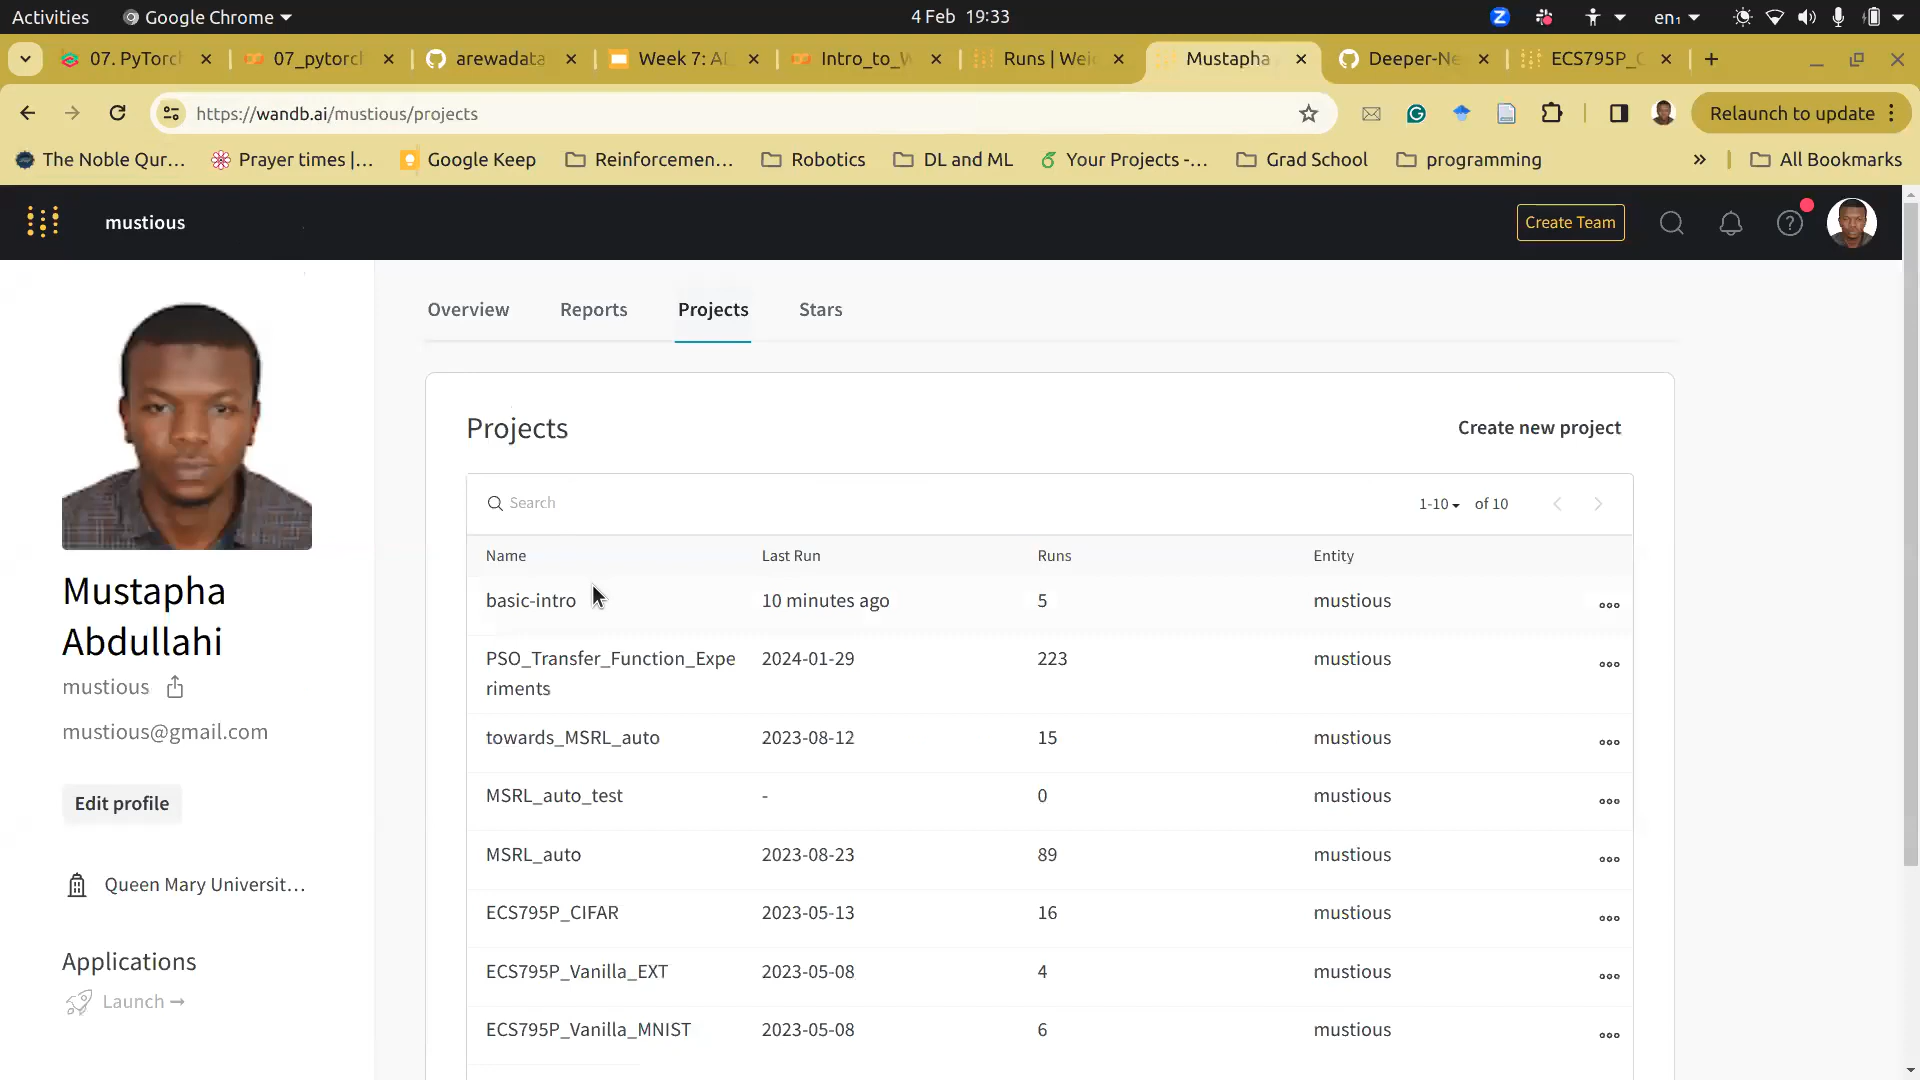 Activities Google Chrome 4 Feb 19:33 en₁
07. PyTorch 07_pytorch arewadata Week 7: AI Intro_to_W Runs | Wei Mustapha Deeper-Ne ECS795P_C
https://wandb.ai/mustious/projects Relaunch to update
The Noble Qur... Prayer times |... Google Keep Reinforcemen... Robotics DL and ML Your Projects -... Grad School programming » All Bookmarks
mustious Create Team
Overview Reports Projects Stars
Projects Create new project
Search 1-10 of 10
Name Last Run Runs Entity
basic-intro 10 minutes ago 5 mustious
PSO_Transfer_Function_Expe 2024-01-29 223 mustious
riments
towards_MSRL_auto 2023-08-12 15 mustious
MSRL_auto_test - 0 mustious
MSRL_auto 2023-08-23 89 mustious
ECS795P_CIFAR 2023-05-13 16 mustious
ECS795P_Vanilla_EXT 2023-05-08 4 mustious
ECS795P_Vanilla_MNIST 2023-05-08 6 mustious
Mustapha
Abdullahi
mustious
mustious@gmail.com
Edit profile
Queen Mary Universit...
Applications
Launch →